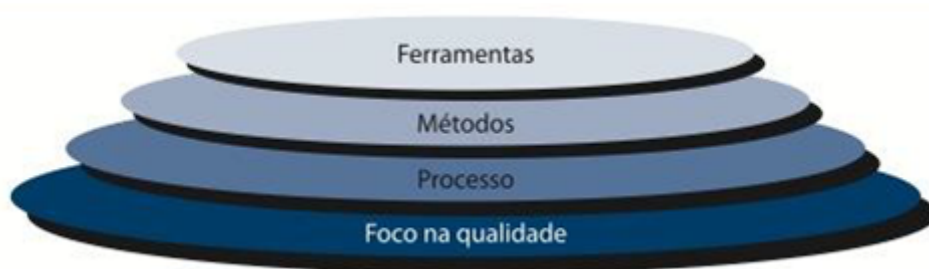 Ferramentas
Métodos
Processo
Foco na qualidade